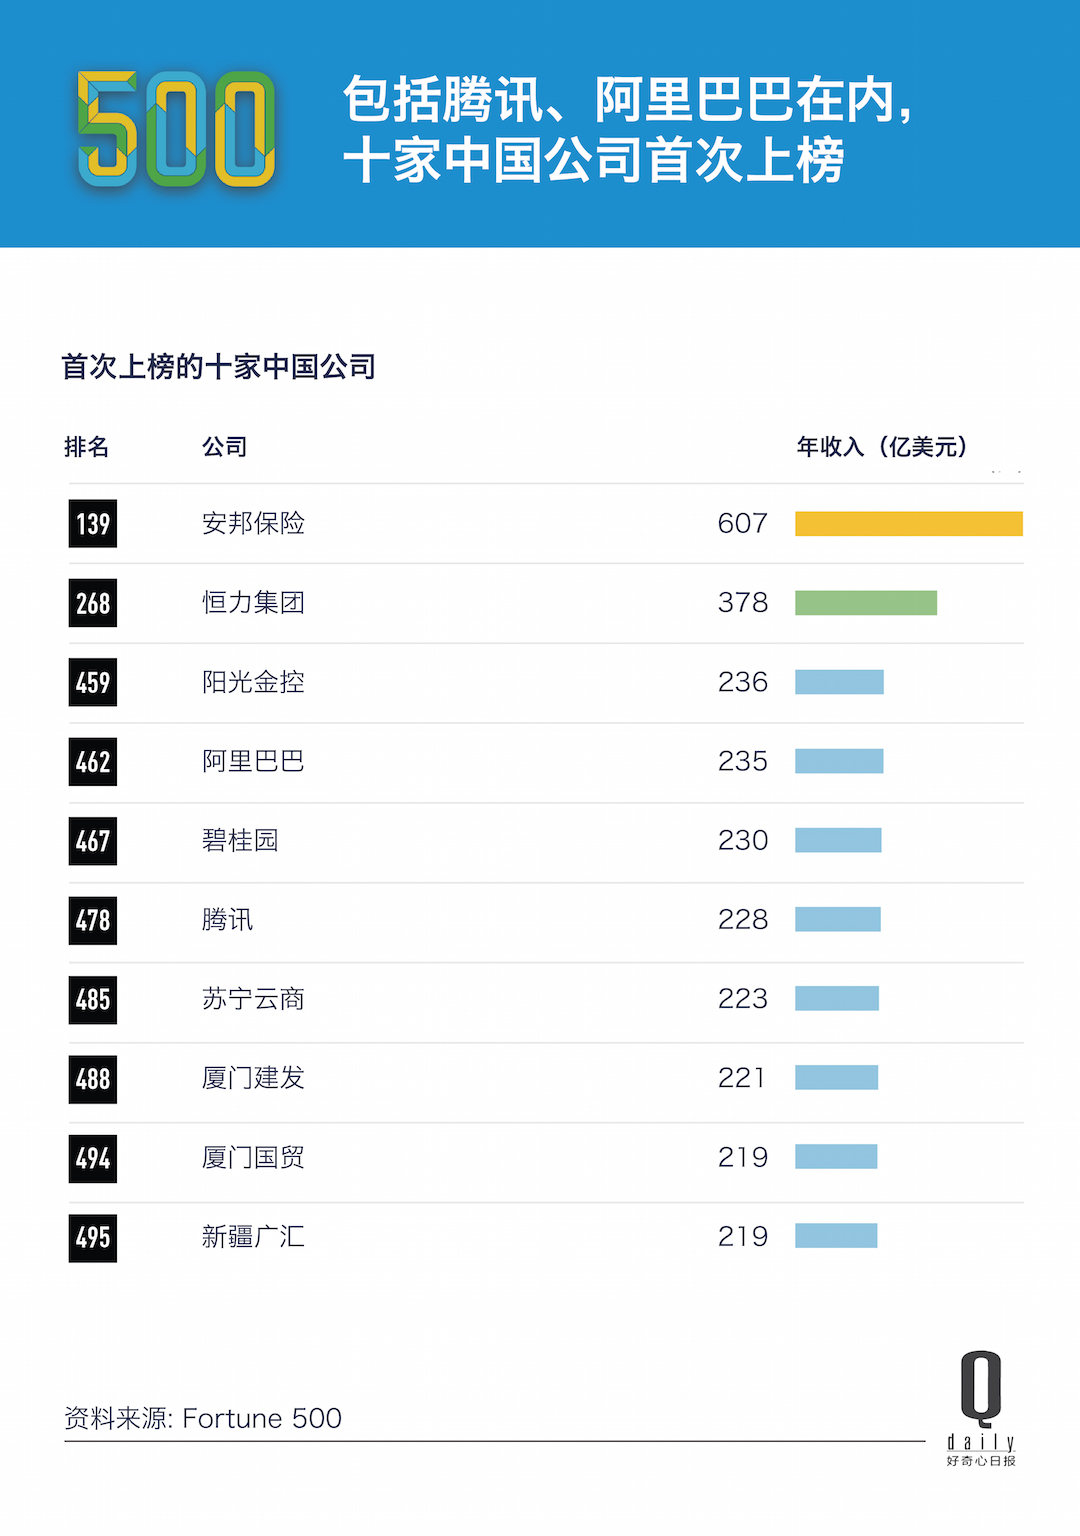 500
包括腾讯、阿里巴巴在内，
十家中国公司首次上榜
首次上榜的十家中国公司
排名 公司 年收入（亿美元）
139 安邦保险 607
268 恒力集团 378
459 阳光金控 236
462 阿里巴巴 235
467 碧桂园 230
478 腾讯 228
485 苏宁云商 223
488 厦门建发 221
494 厦门国贸 219
495 新疆广汇 219
资料来源: Fortune 500
Q
daily
好奇心日报